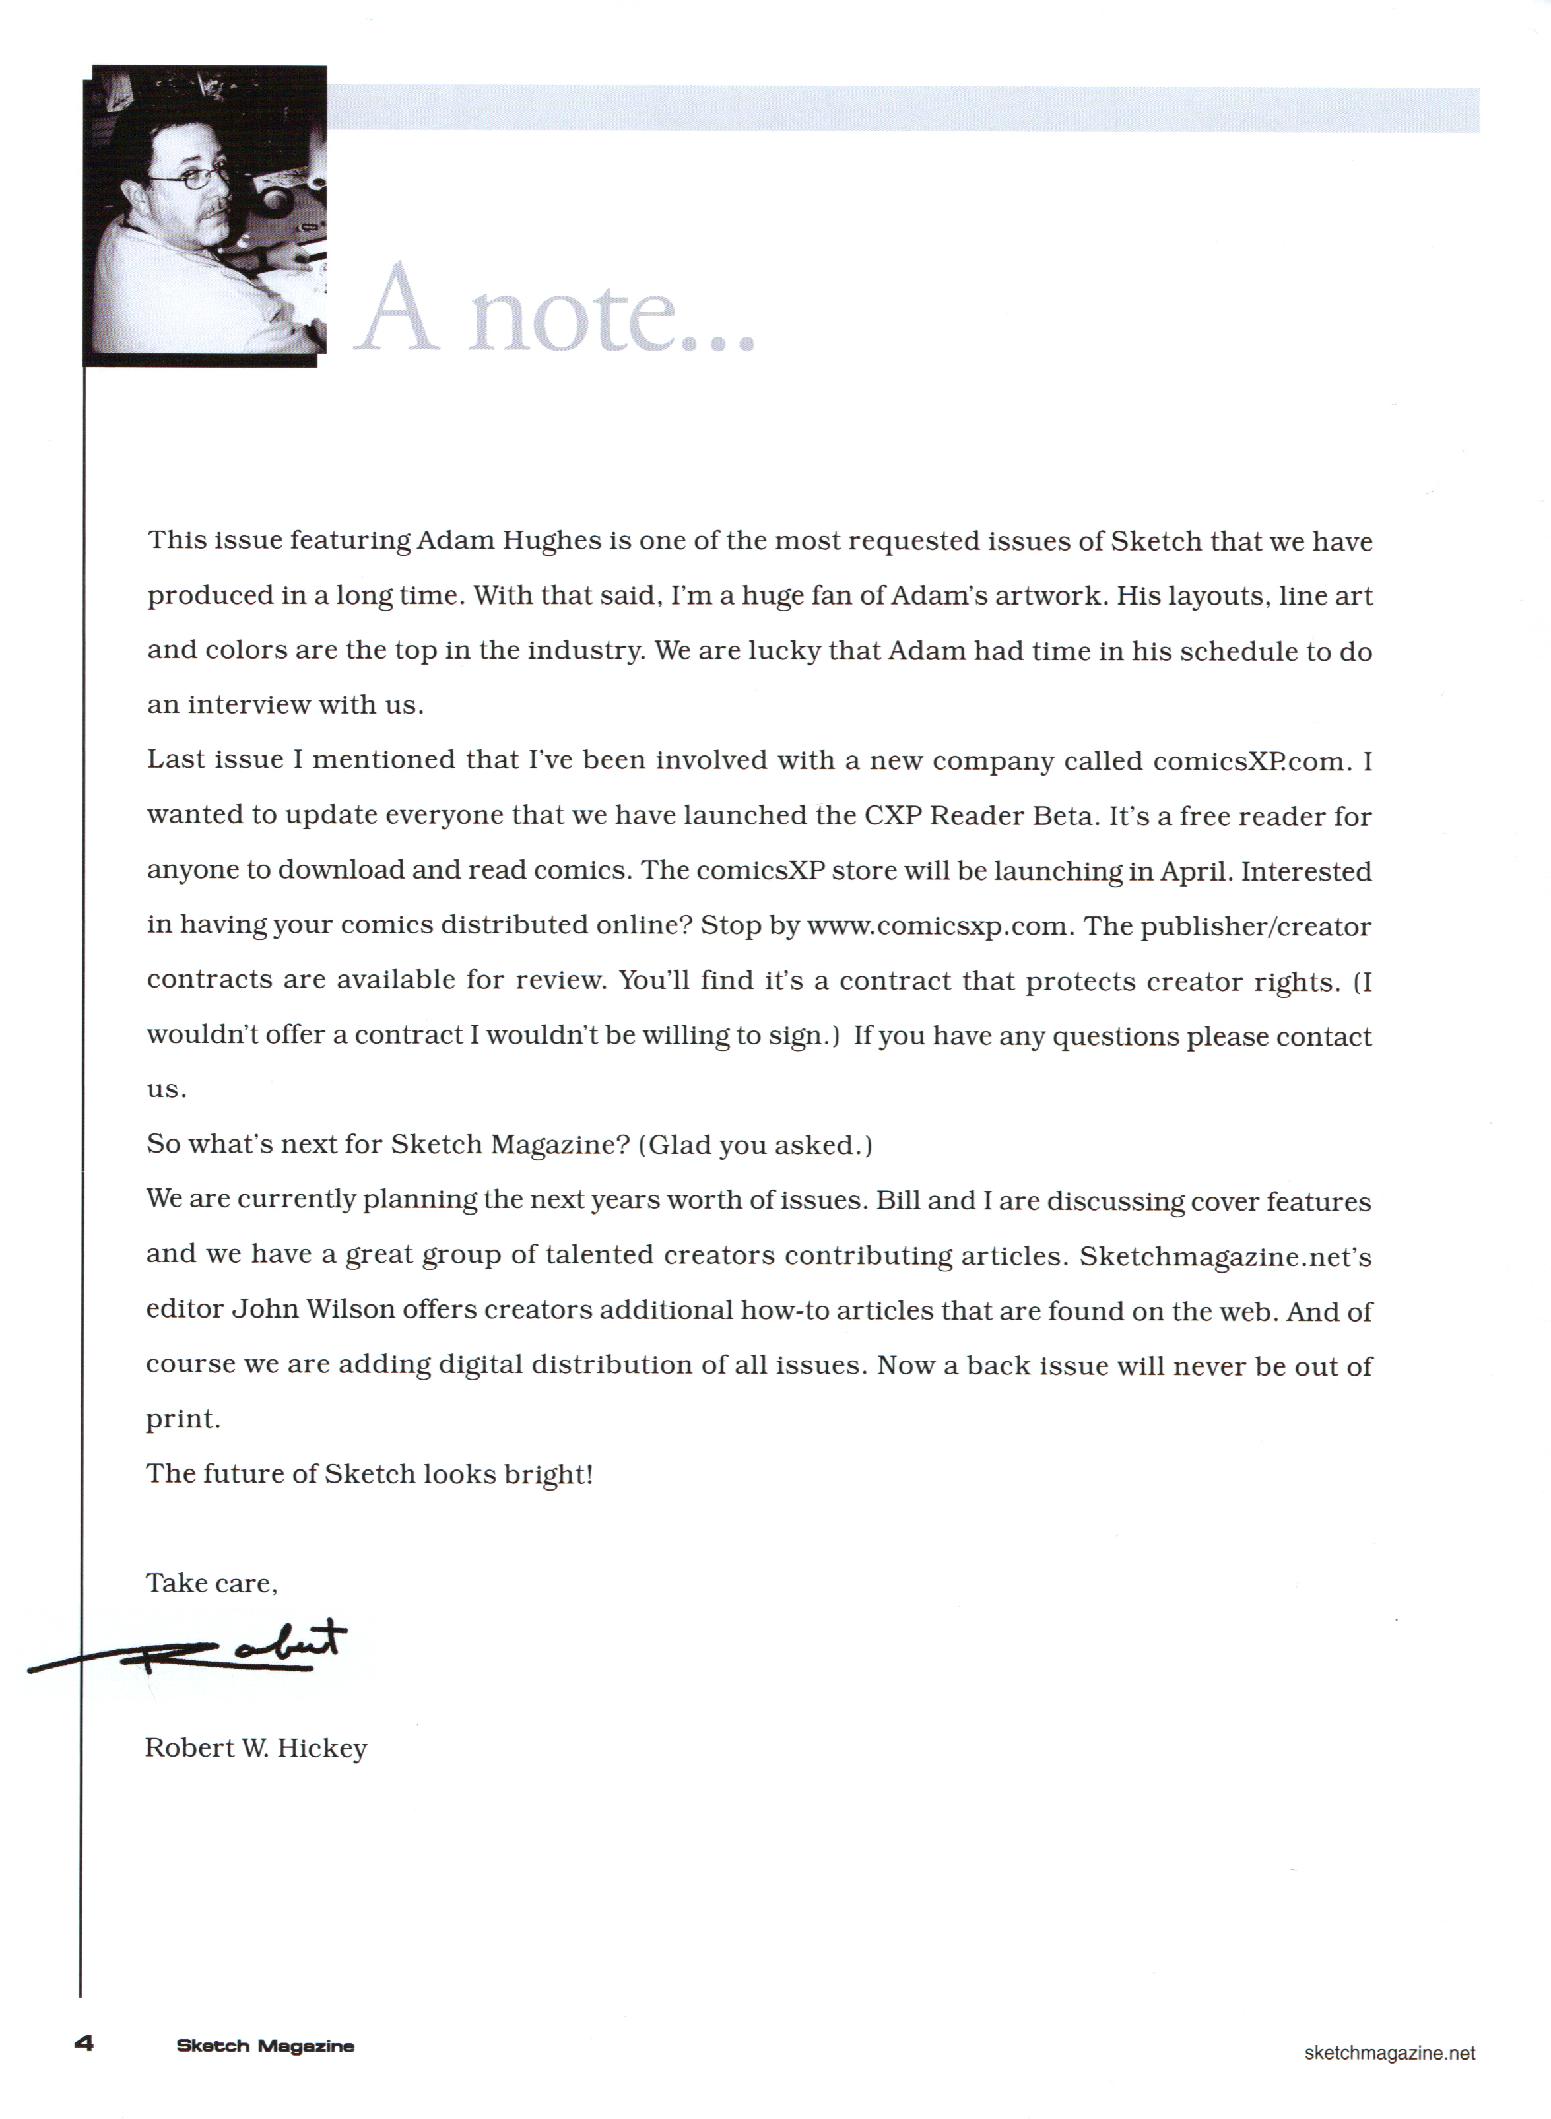 A note...
This issue featuring Adam Hughes is one of the most requested issues of Sketch that we have
produced in a long time. With that said, I'm a huge fan of Adam's artwork. His layouts, line art
and colors are the top in the industry. We are lucky that Adam had time in his schedule to do
an interview with us.
Last issue I mentioned that I've been involved with a new company called comicsXP.com. I
wanted to update everyone that we have launched the CXP Reader Beta. It's a free reader for
anyone to download and read comics. The comicsXP store will be launching in April. Interested
in having your comics distributed online? Stop by www.comicsxp.com. The publisher/creator
contracts are available for review. You'll find it's a contract that protects creator rights. (I
wouldn't offer a contract I wouldn't be willing to sign.) If you have any questions please contact
us.
So what's next for Sketch Magazine? (Glad you asked.)
We are currently planning the next years worth of issues. Bill and I are discussing cover features
and we have a great group of talented creators contributing articles. Sketchmagazine.net's
editor John Wilson offers creators additional how-to articles that are found on the web. And of
course we are adding digital distribution of all issues. Now a back issue will never be out of
print.
The future of Sketch looks bright!
Take care,
Robert
Robert W. Hickey
4 Sketch Magazine
sketchmagazine.net